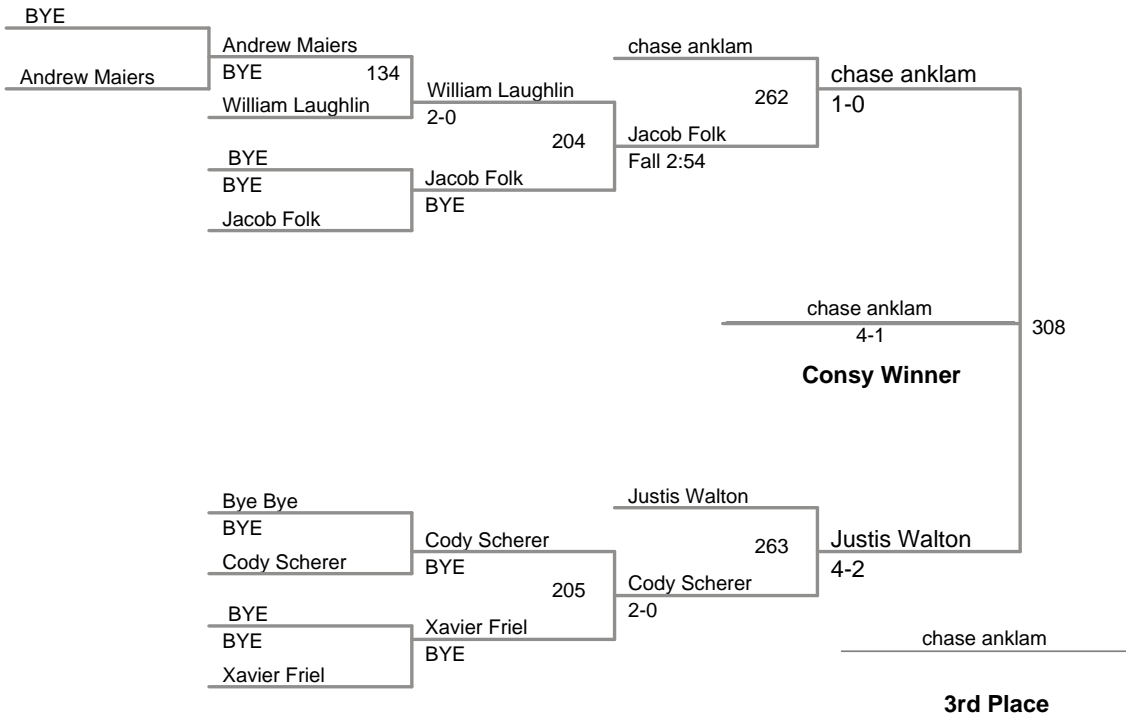 BYE
Andrew Maiers
Andrew Maiers
BYE
134
William Laughlin
William Laughlin
2-0
204
BYE
BYE
Jacob Folk
Jacob Folk
BYE
chase anklam
262
Jacob Folk
Fall 2:54
chase anklam
1-0
chase anklam
4-1
308
Consy Winner
Bye Bye
BYE
Cody Scherer
Cody Scherer
BYE
205
BYE
BYE
Xavier Friel
Xavier Friel
BYE
Justis Walton
263
Cody Scherer
2-0
Justis Walton
4-2
chase anklam
3rd Place